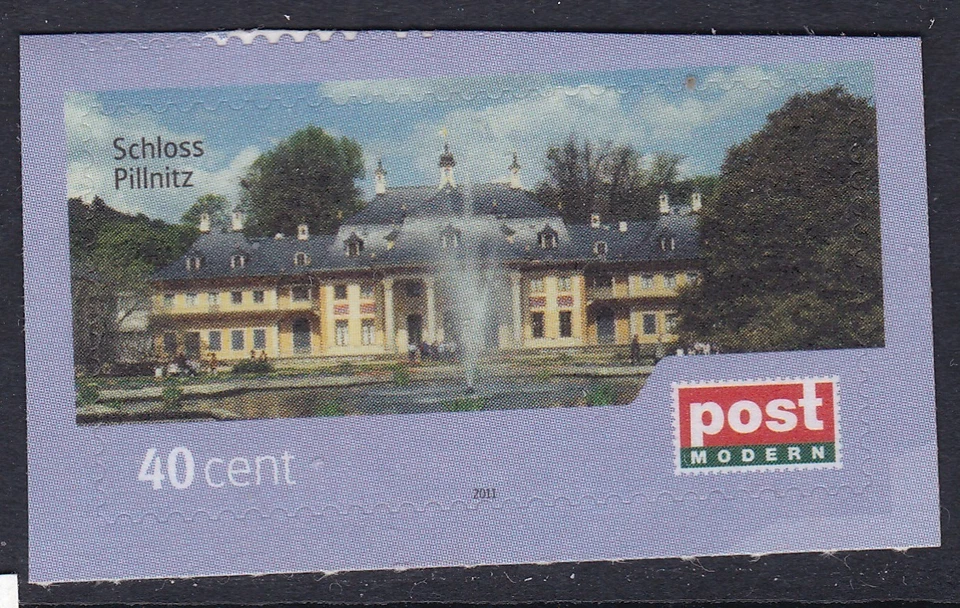 Schloss
Pillnitz
40 cent
2011
post
MODERN